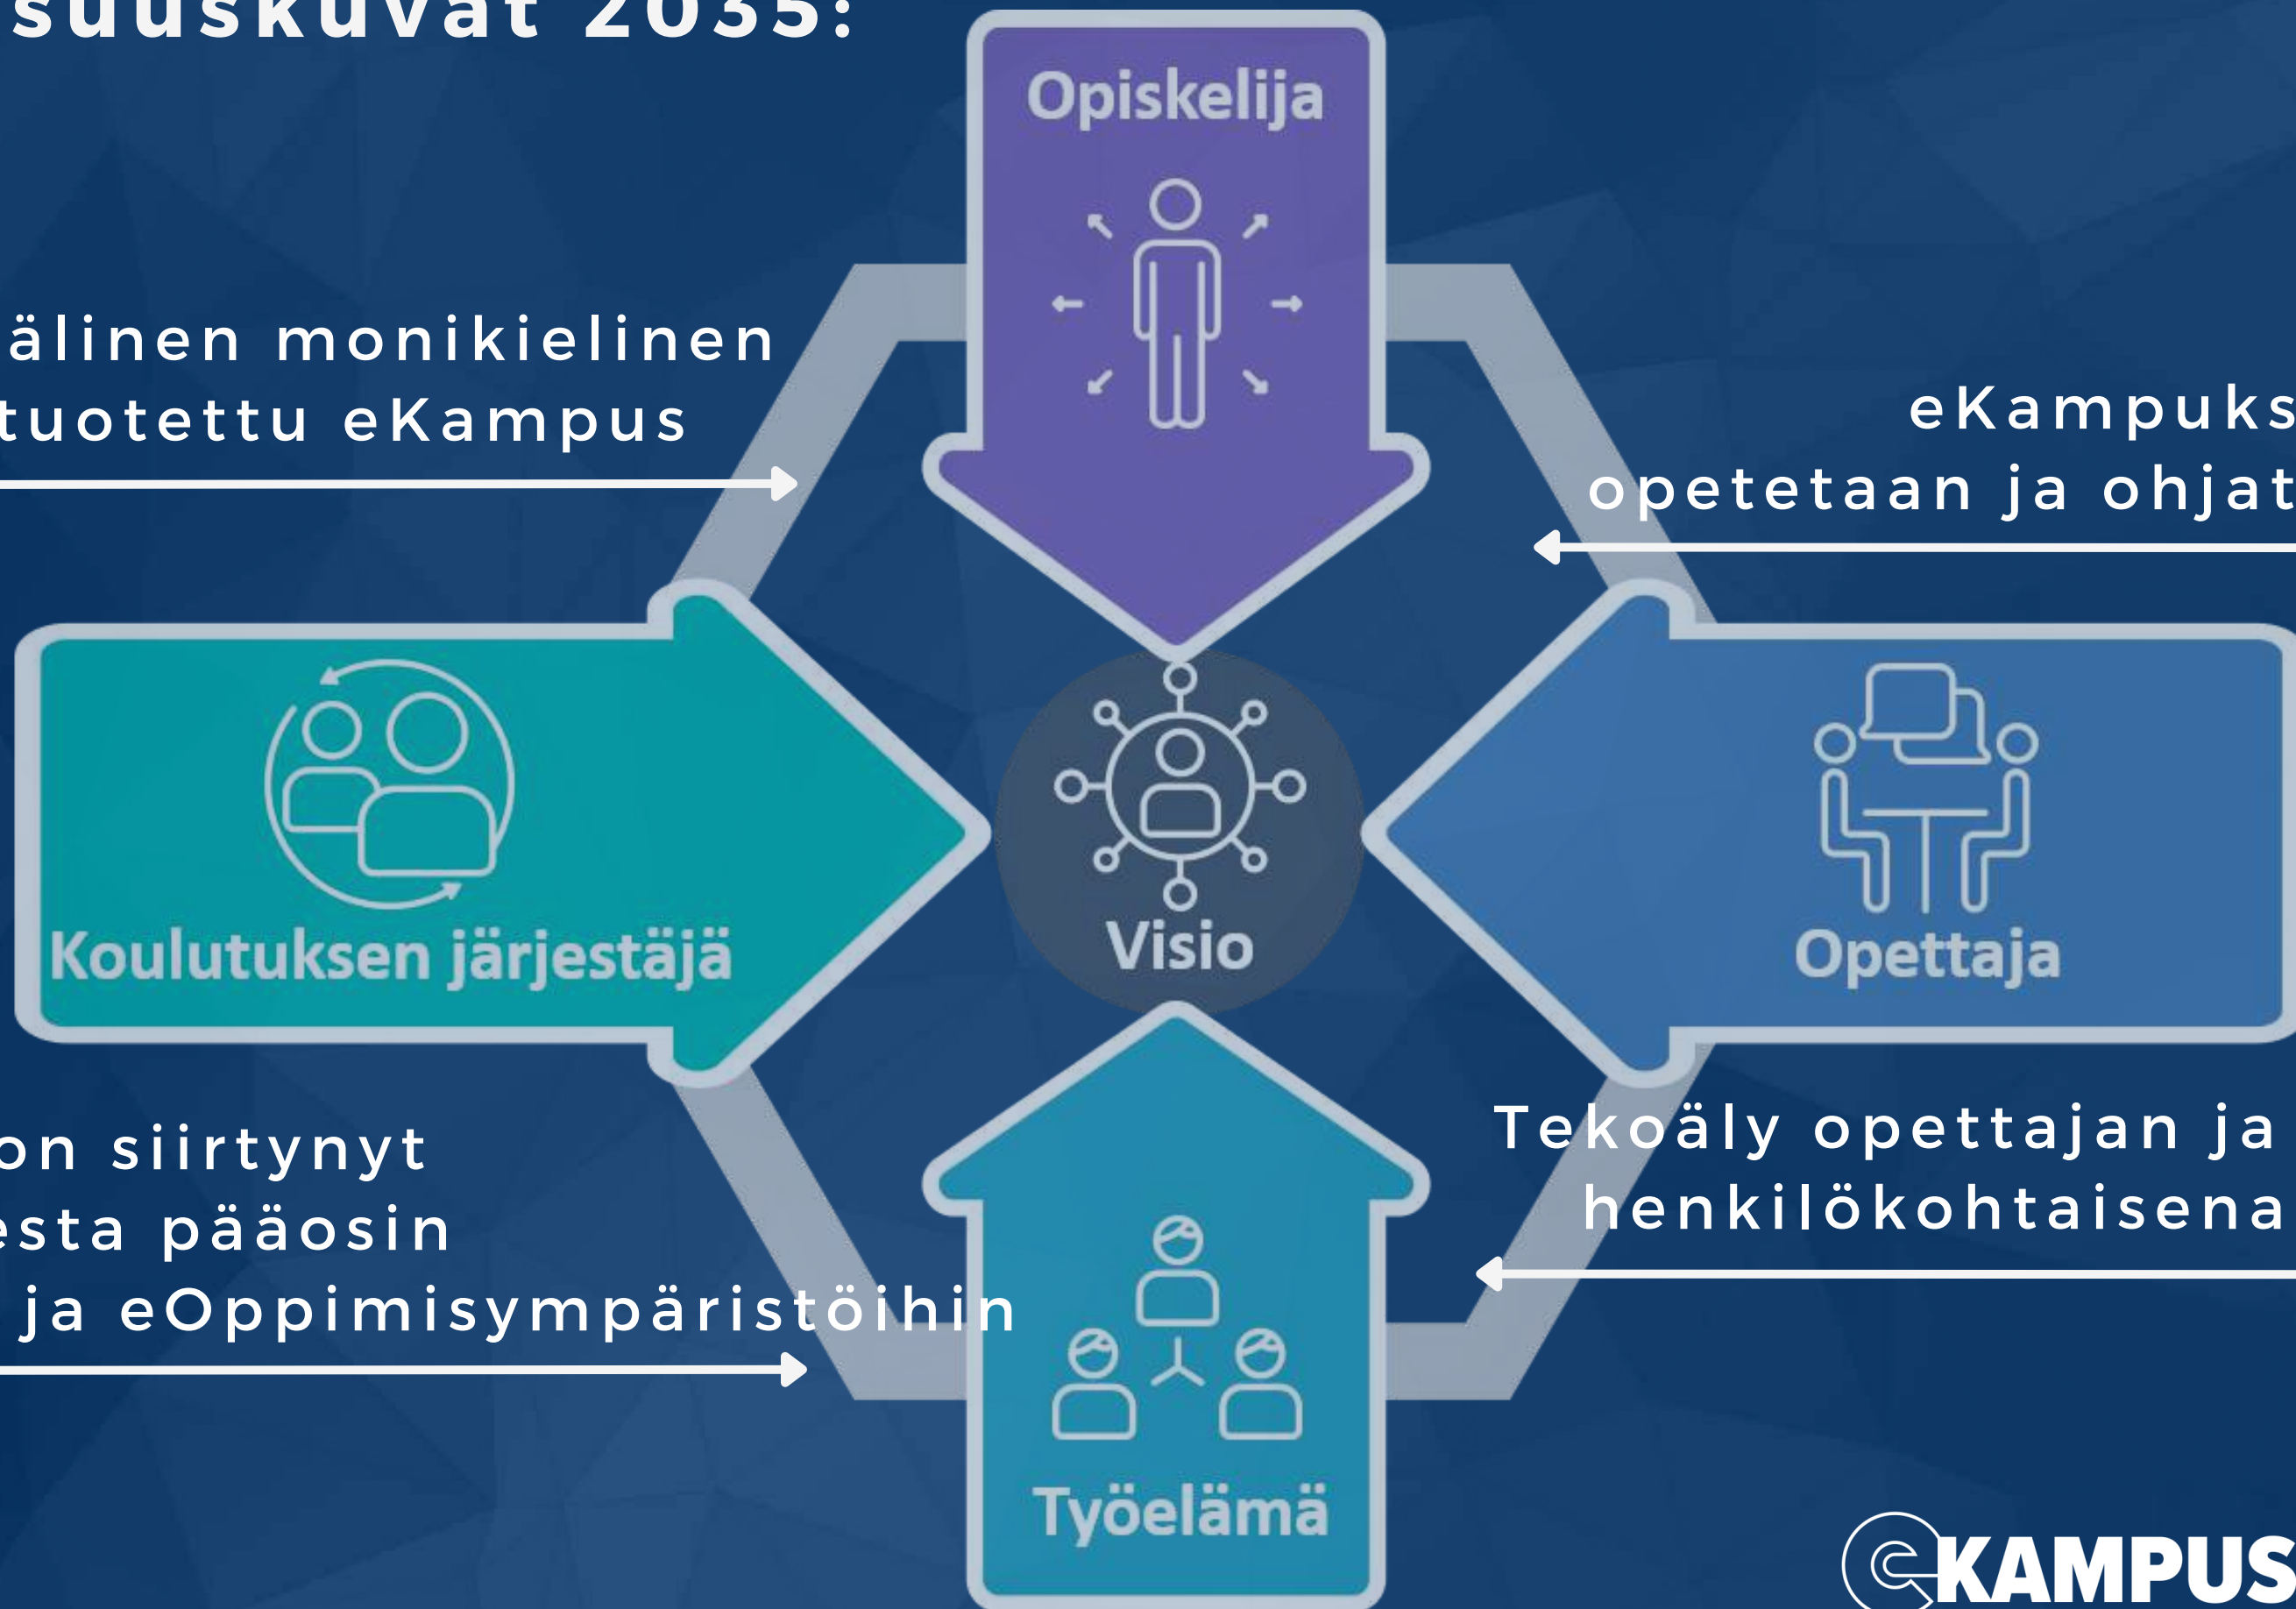 suuskuvat 2035:
Opiskelija
älinen monikielinen
tuotettu eKampus
eKampuks
opetetaan ja ohjat
Koulutuksen järjestäjä
Visio
Opettaja
on siirtynyt
esta pääosin
ja eOppimisympäristöihin
Tekoäly opettajan ja
henkilökohtaisena
Työelämä
eKAMPUS